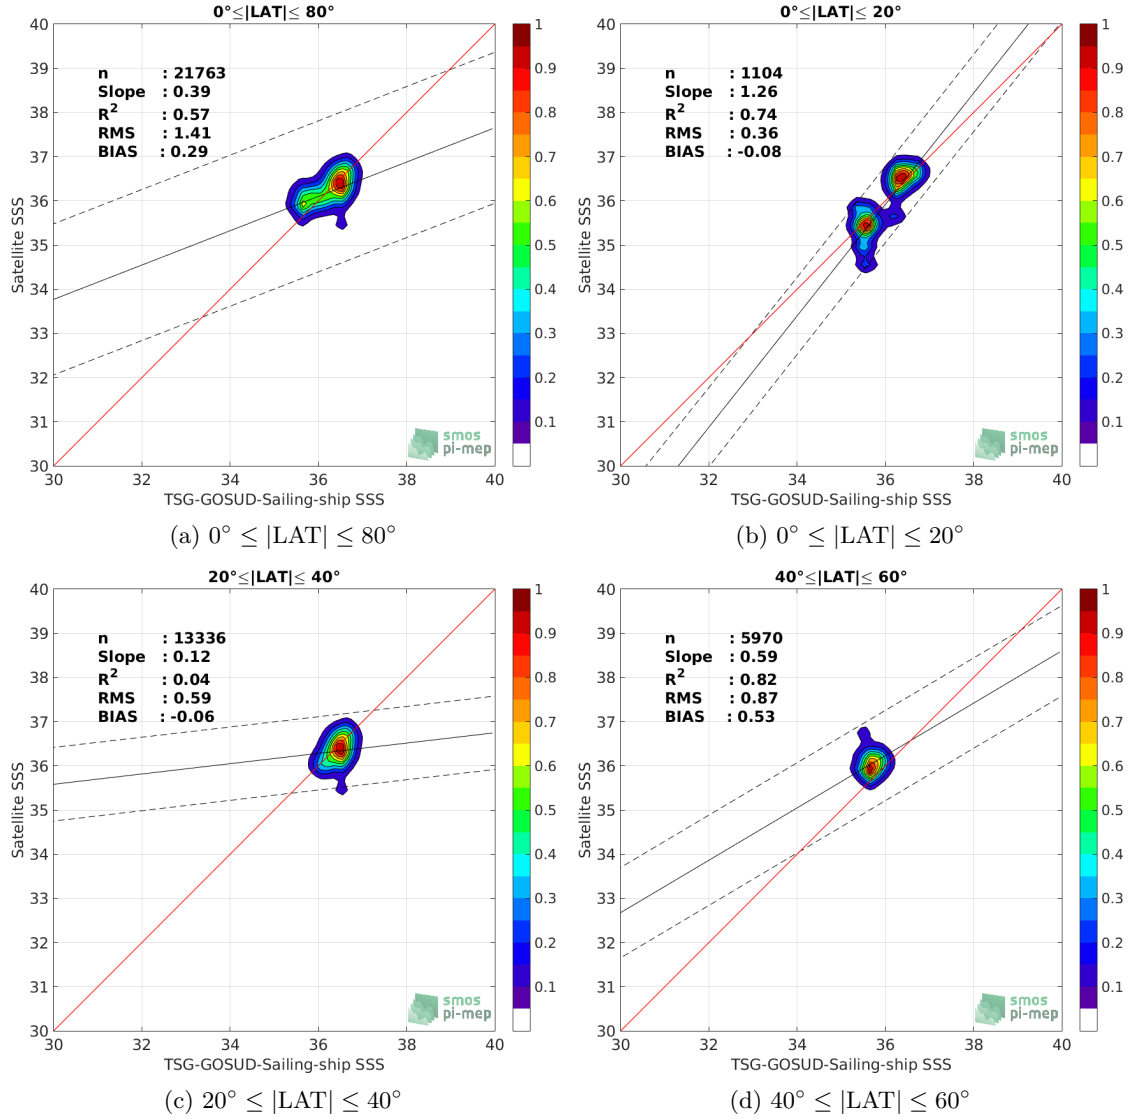 0°≤|LAT|≤ 80°
n : 21763
Slope : 0.39
R² : 0.57
RMS : 1.41
BIAS : 0.29
40
39
38
37
36
35
34
33
32
31
30
Satellite SSS
30 32 34 36 38 40
TSG-GOSUD-Sailing-ship SSS
1
0.9
0.8
0.7
0.6
0.5
0.4
0.3
0.2
0.1
smos
pi-mep
(a) 0° ≤ |LAT| ≤ 80°
0°≤|LAT|≤ 20°
n : 1104
Slope : 1.26
R² : 0.74
RMS : 0.36
BIAS : -0.08
40
39
38
37
36
35
34
33
32
31
30
Satellite SSS
30 32 34 36 38 40
TSG-GOSUD-Sailing-ship SSS
1
0.9
0.8
0.7
0.6
0.5
0.4
0.3
0.2
0.1
smos
pi-mep
(b) 0° ≤ |LAT| ≤ 20°
20°≤|LAT|≤ 40°
n : 13336
Slope : 0.12
R² : 0.04
RMS : 0.59
BIAS : -0.06
40
39
38
37
36
35
34
33
32
31
30
Satellite SSS
30 32 34 36 38 40
TSG-GOSUD-Sailing-ship SSS
1
0.9
0.8
0.7
0.6
0.5
0.4
0.3
0.2
0.1
smos
pi-mep
(c) 20° ≤ |LAT| ≤ 40°
40°≤|LAT|≤ 60°
n : 5970
Slope : 0.59
R² : 0.82
RMS : 0.87
BIAS : 0.53
40
39
38
37
36
35
34
33
32
31
30
Satellite SSS
30 32 34 36 38 40
TSG-GOSUD-Sailing-ship SSS
1
0.9
0.8
0.7
0.6
0.5
0.4
0.3
0.2
0.1
smos
pi-mep
(d) 40° ≤ |LAT| ≤ 60°